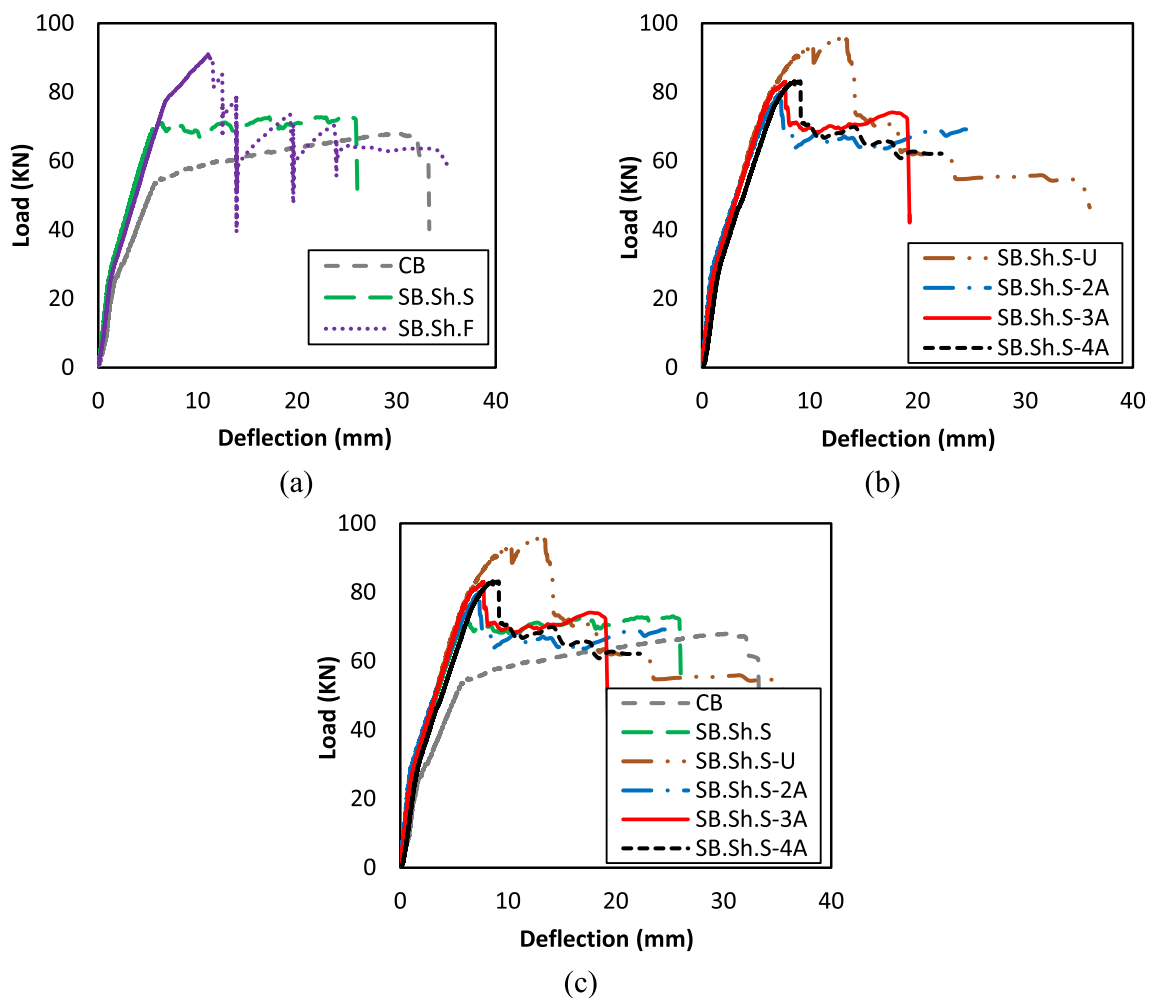 100
80
60
40
20
0
Load (KN)
0 10 20 30 40
Deflection (mm)
CB
SB.Sh.S
SB.Sh.F
(a)
100
80
60
40
20
0
Load (KN)
0 10 20 30 40
Deflection (mm)
SB.Sh.S-U
SB.Sh.S-2A
SB.Sh.S-3A
SB.Sh.S-4A
(b)
100
80
60
40
20
0
Load (KN)
0 10 20 30 40
Deflection (mm)
CB
SB.Sh.S
SB.Sh.S-U
SB.Sh.S-2A
SB.Sh.S-3A
SB.Sh.S-4A
(c)